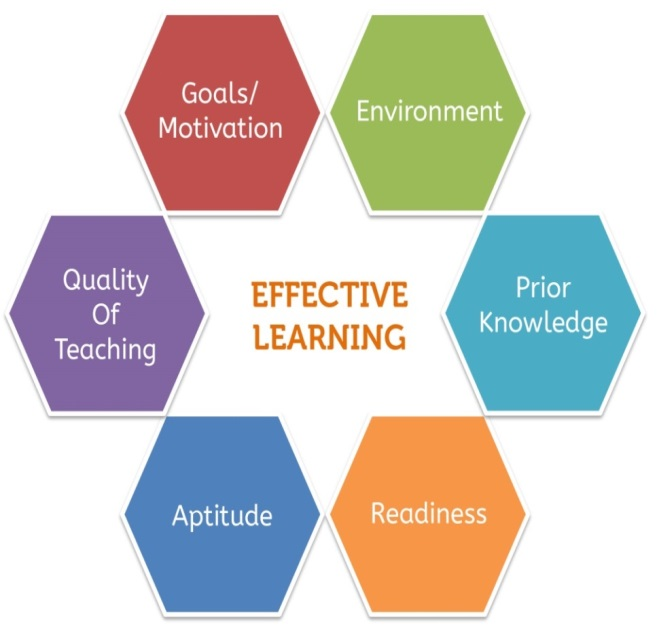 Goals/
Motivation
Environment
Quality
Of
Teaching
EFFECTIVE
LEARNING
Prior
Knowledge
Aptitude
Readiness